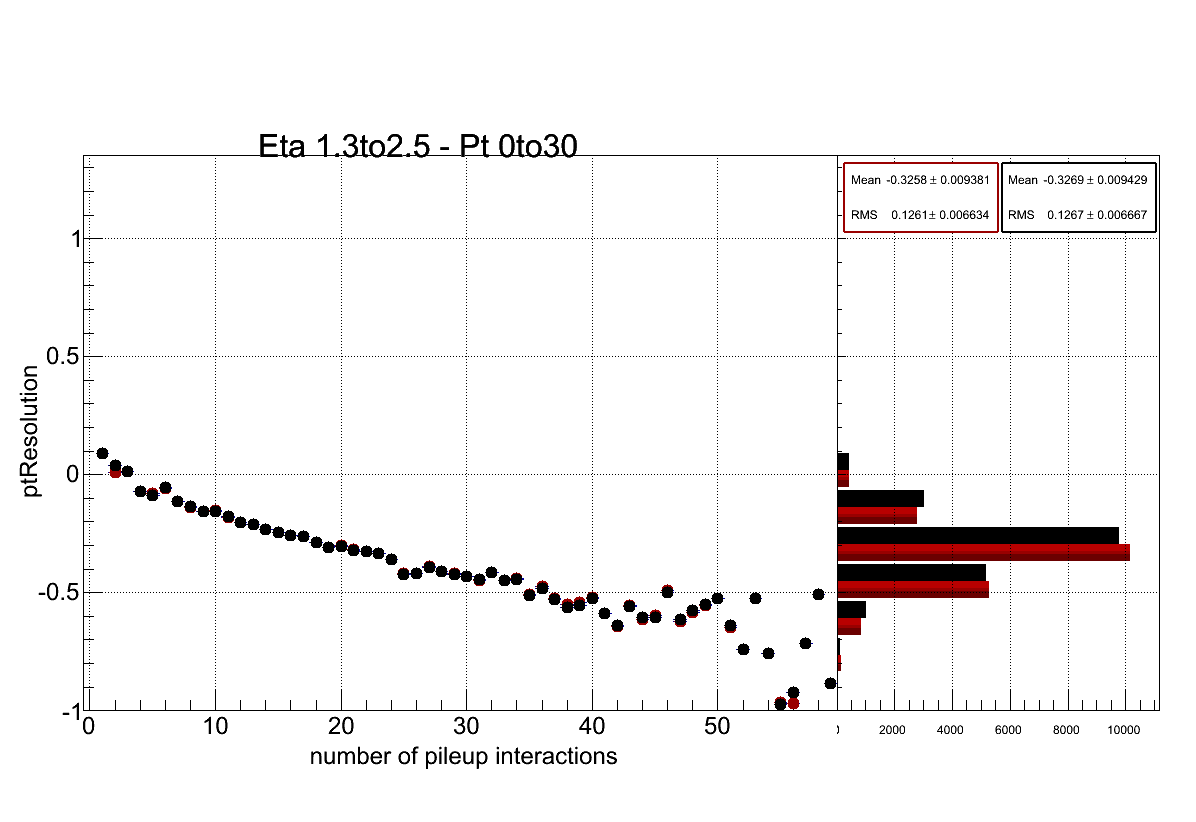 Eta 1.3to2.5 - Pt 0to30
Mean -0.3258 ± 0.009381
RMS 0.1261± 0.006634
Mean -0.3269 ± 0.009429
RMS 0.1267 ± 0.006667
ptResolution
1
0.5
0
-0.5
-1
0 10 20 30 40 50
number of pileup interactions
2000 4000 6000 8000 10000